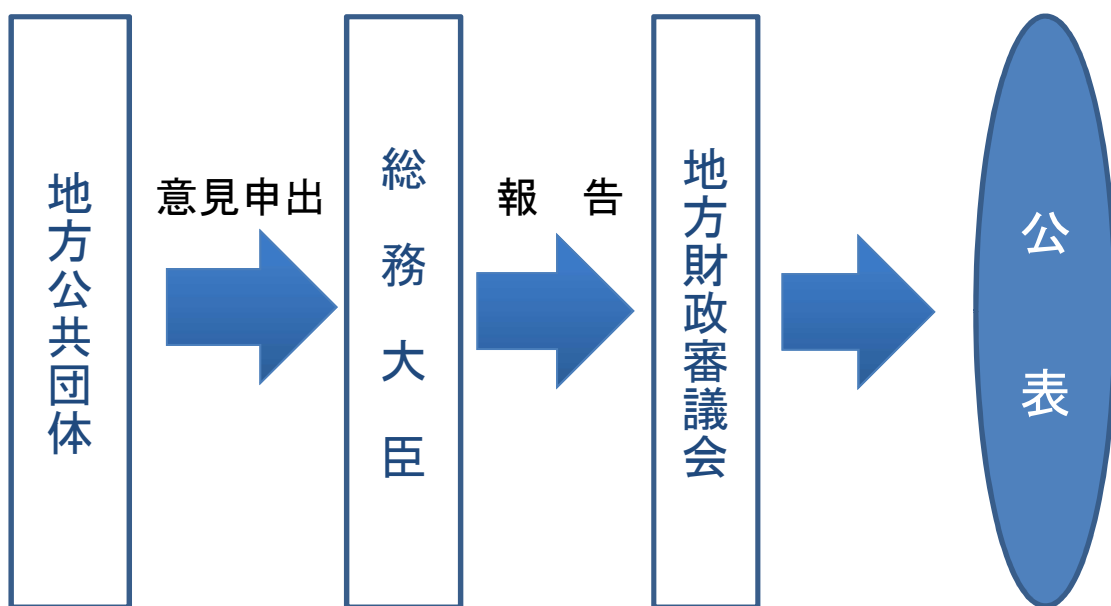 地方公共団体
意見申出
総務大臣
報　告
地方財政審議会
公表